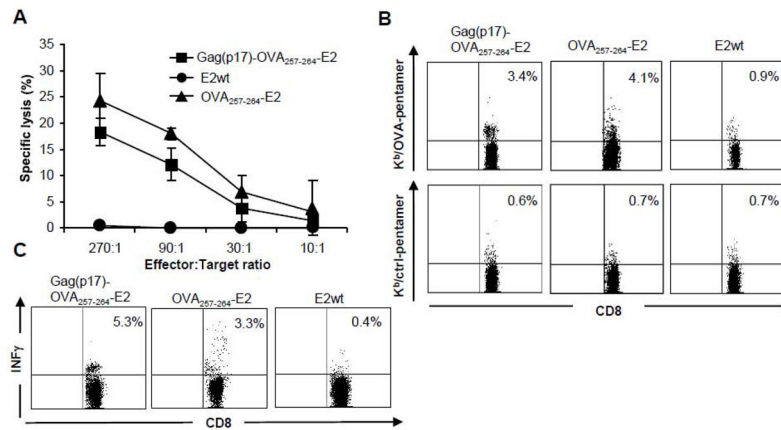 A
Specific lysis (%)
35
30
25
20
15
10
5
0
Gag(p17)-OVA257-264-E2
E2wt
OVA257-264-E2
270:1 90:1 30:1 10:1
Effector:Target ratio
B
Gag(p17)-
OVA257-264-E2
OVA257-264-E2
E2wt
Kb/OVA-pentamer
3.4%
4.1%
0.9%
Kb/ctrl-pentamer
0.6%
0.7%
0.7%
CD8
C
Gag(p17)-
OVA257-264-E2
OVA257-264-E2
E2wt
INFγ
5.3%
3.3%
0.4%
CD8